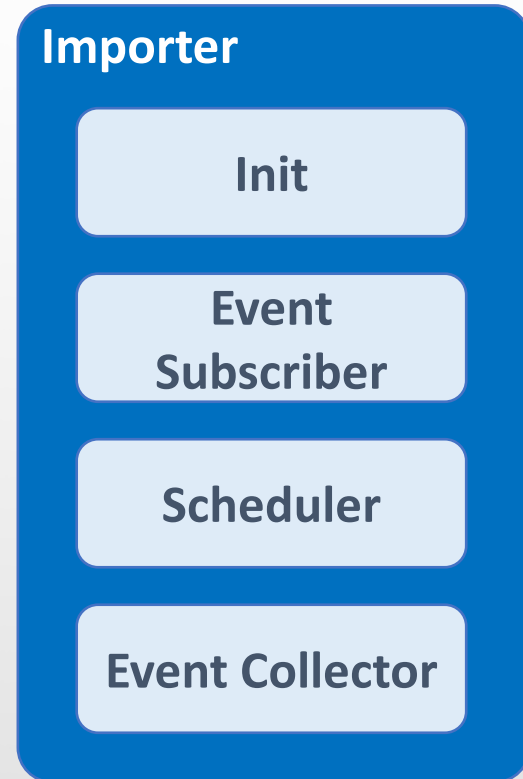 Importer
Init
Event
Subscriber
Scheduler
Event Collector